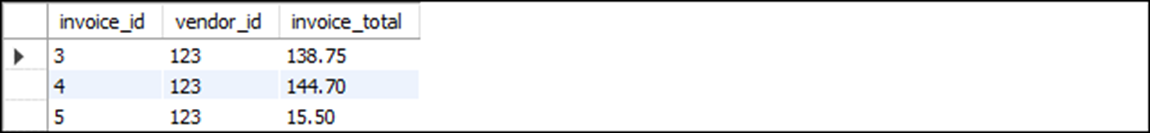 invoice_id vendor_id invoice_total
3 123 138.75
4 123 144.70
5 123 15.50